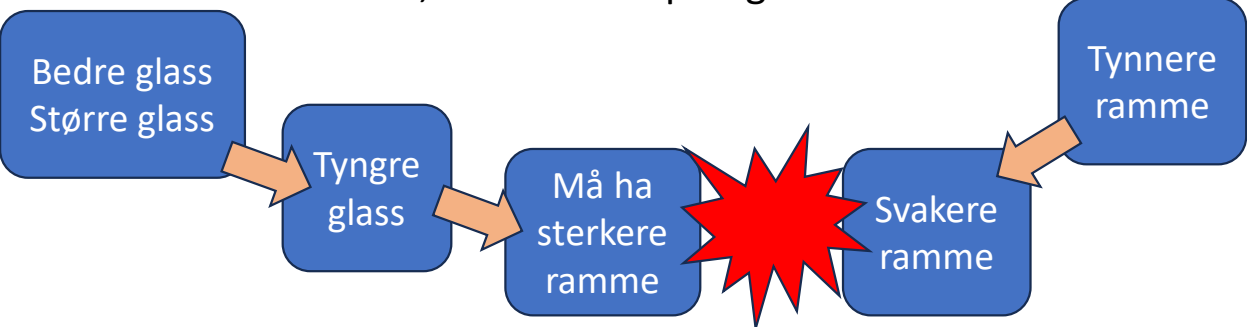 Bedre glass
Større glass
Tyngre
glass
Må ha
sterkere
ramme
Svakere
ramme
Tynnere
ramme